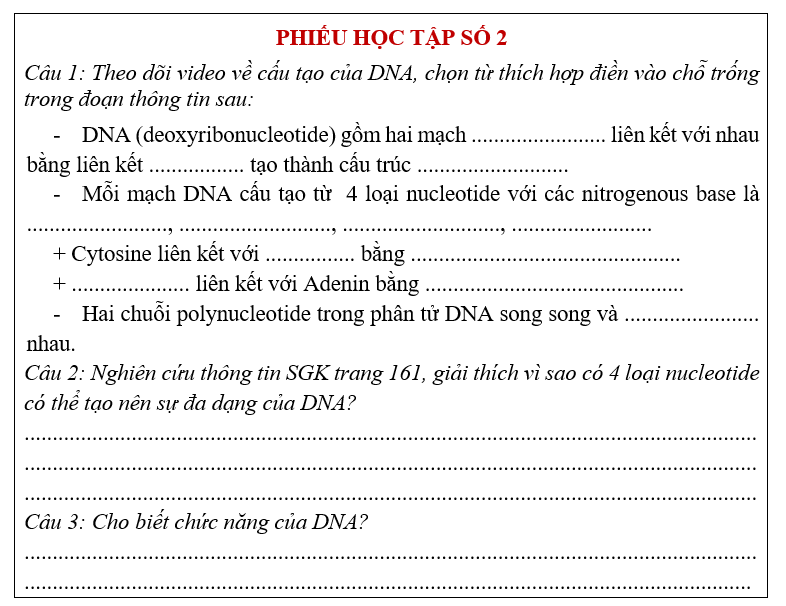 PHIẾU HỌC TẬP SỐ 2
Câu 1: Theo dõi video về cấu tạo của DNA, chọn từ thích hợp điền vào chỗ trống
trong đoạn thông tin sau:
- DNA (deoxyribonucleotide) gồm hai mạch ........................ liên kết với nhau
bằng liên kết ................. tạo thành cấu trúc ...........................
- Mỗi mạch DNA cấu tạo từ 4 loại nucleotide với các nitrogenous base là
........................., ..........................., ............................, .........................
+ Cytosine liên kết với ................ bằng ................................................
+ ..................... liên kết với Adenin bằng ..............................................
- Hai chuỗi polynucleotide trong phân tử DNA song song và ........................
nhau.
Câu 2: Nghiên cứu thông tin SGK trang 161, giải thích vì sao có 4 loại nucleotide
có thể tạo nên sự đa dạng của DNA?
...................................................................................................................................
...................................................................................................................................
...................................................................................................................................
Câu 3: Cho biết chức năng của DNA?
...................................................................................................................................
..................................................................................................................................